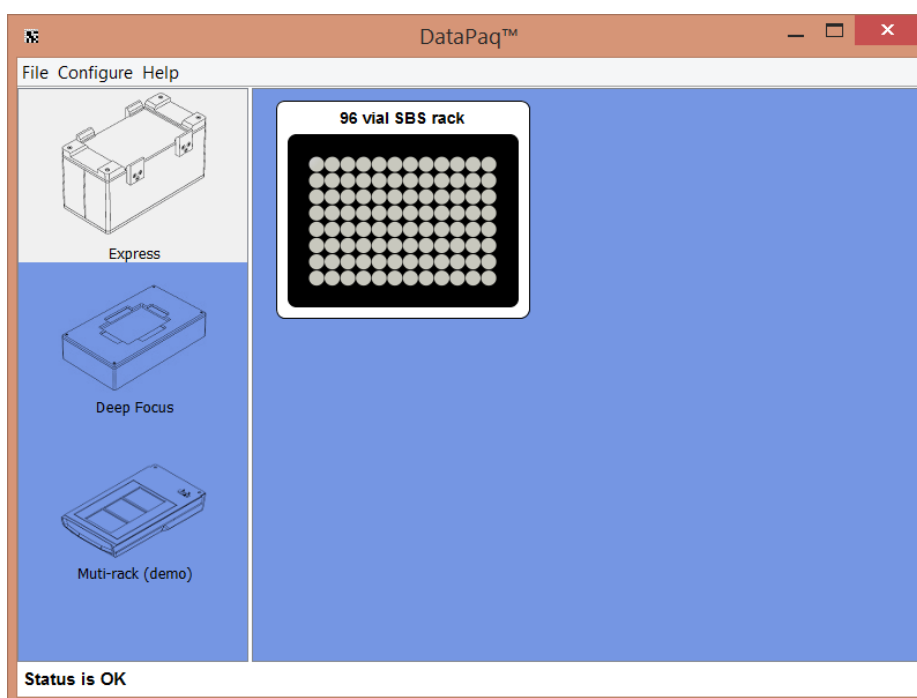 DataPaq™
File Configure Help
96 vial SBS rack
Express
Deep Focus
Muti-rack (demo)
Status is OK